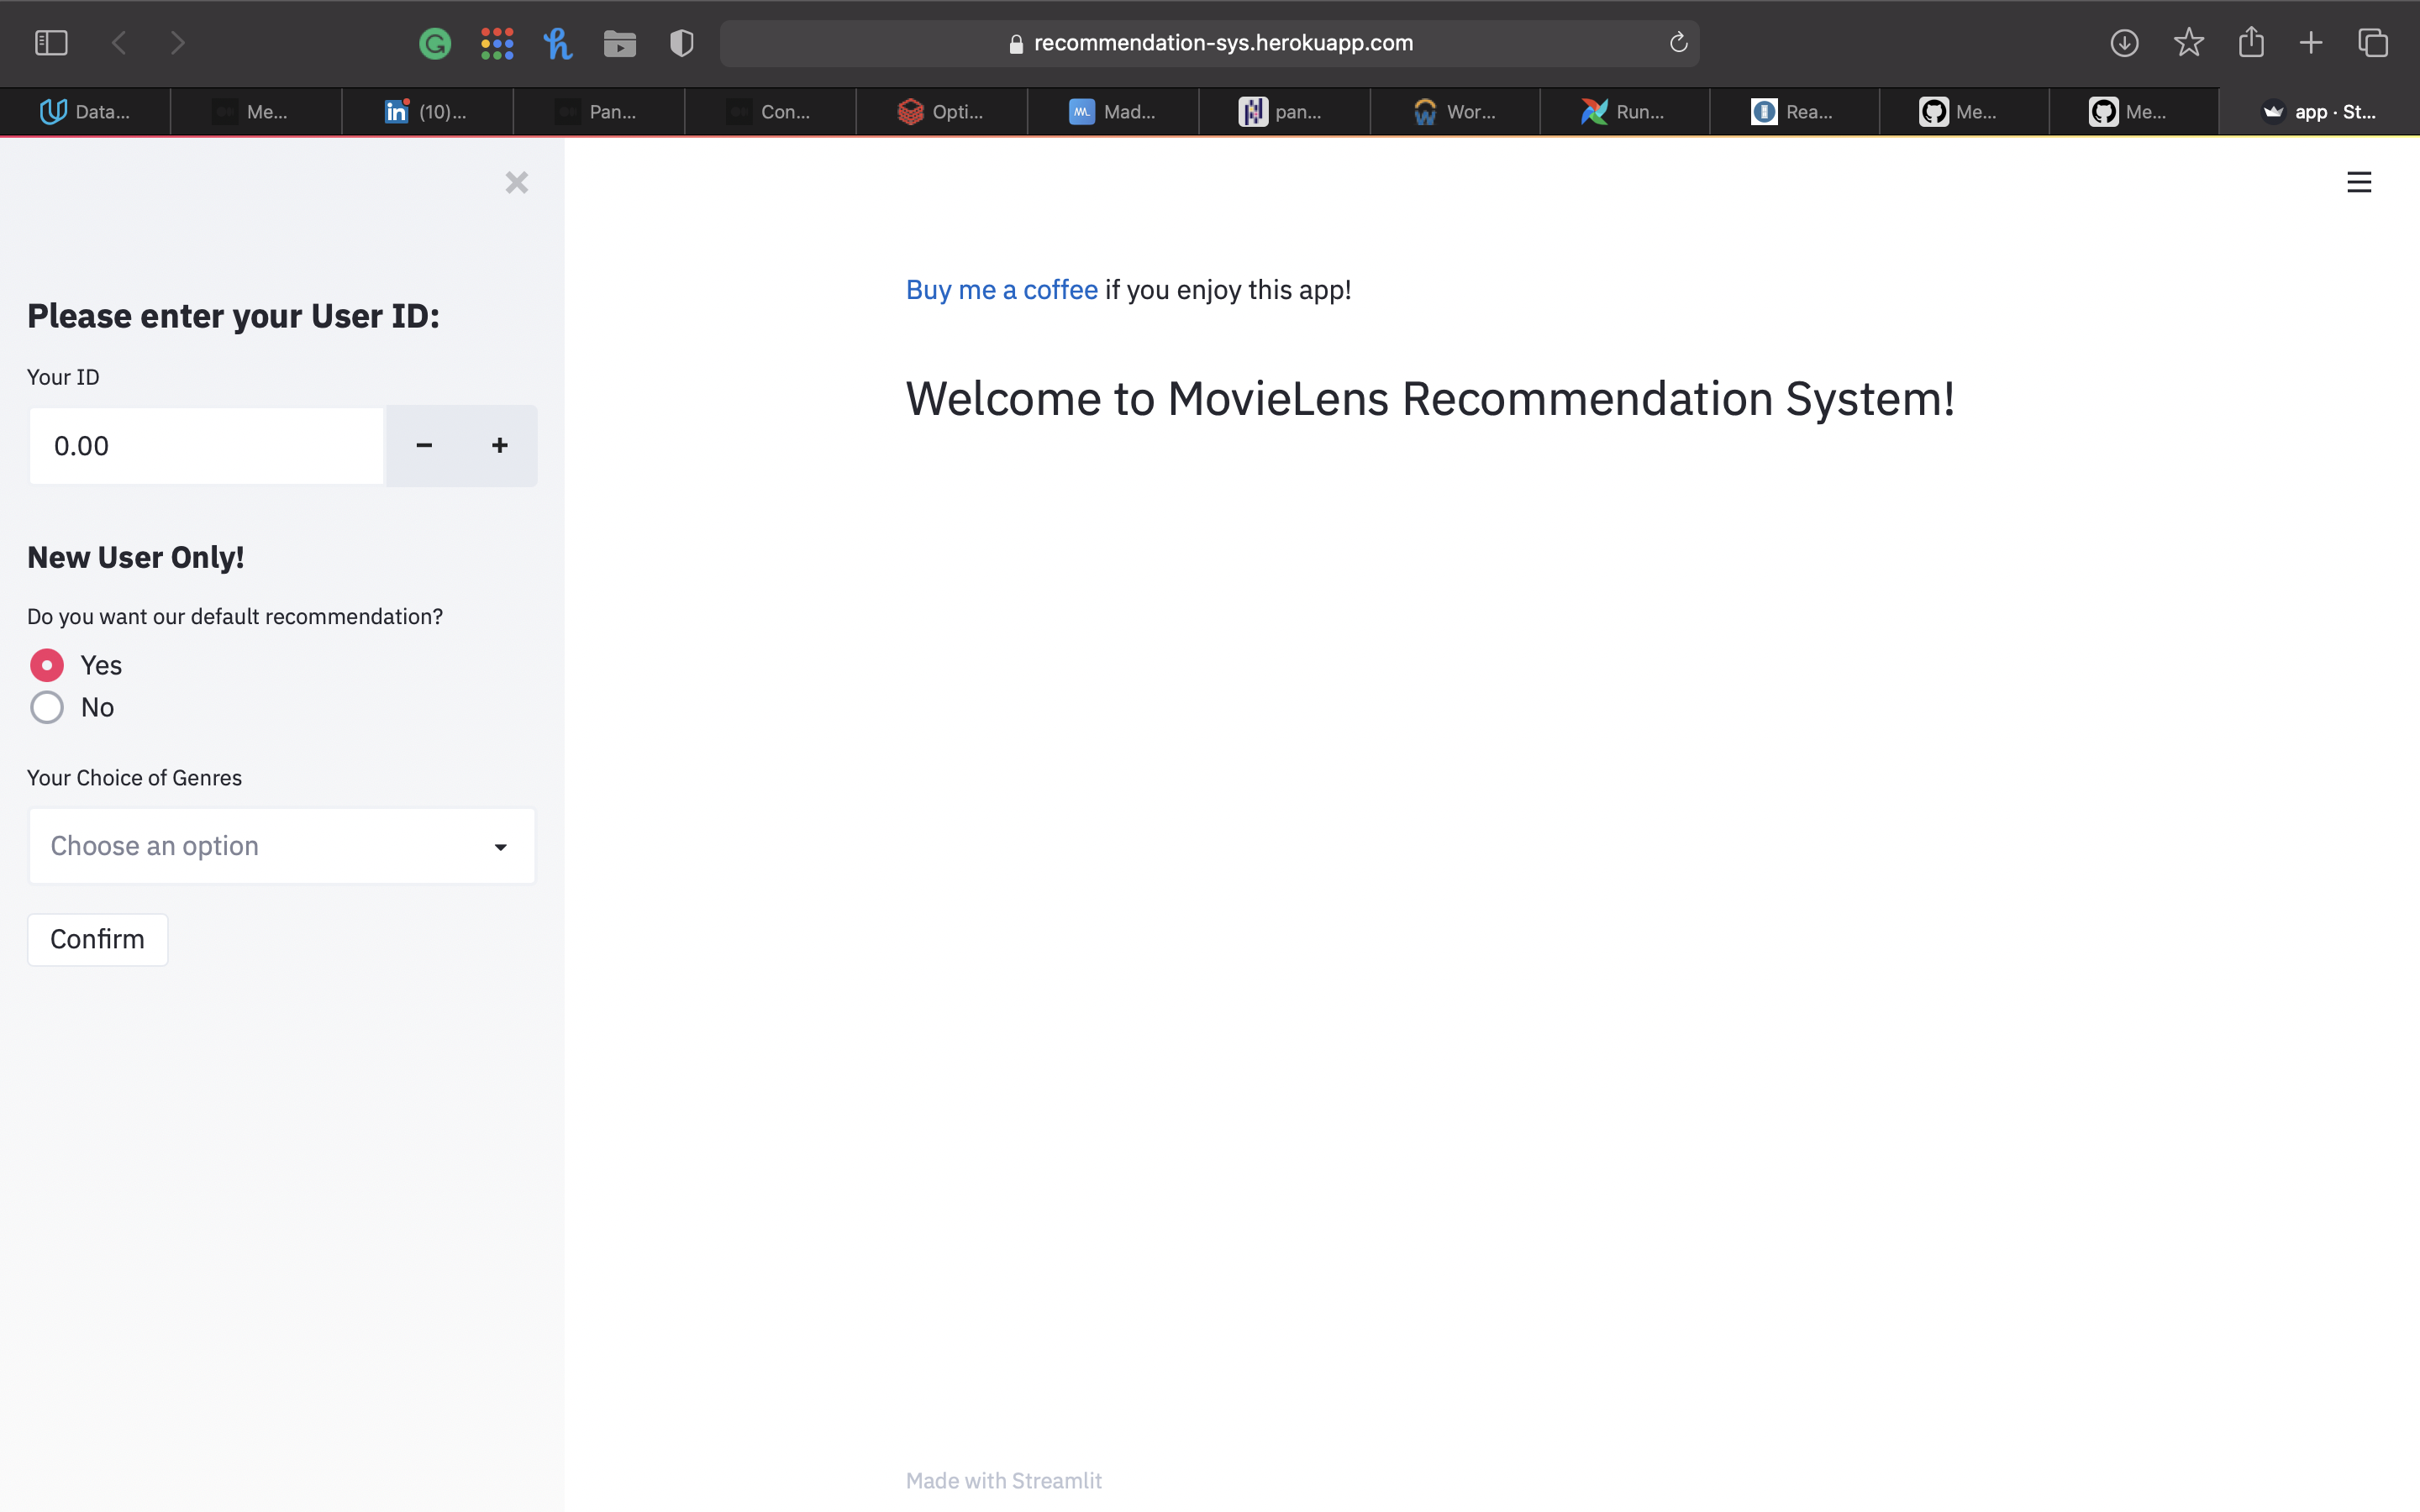 recommendation-sys.herokuapp.com
Data... Me... (10)... Pan... Con... Opti... Mad... pan... Wor... Run... Rea... Me... Me... app · St...
Buy me a coffee if you enjoy this app!
Welcome to MovieLens Recommendation System!
Please enter your User ID:
Your ID
0.00
New User Only!
Do you want our default recommendation?
Yes
No
Your Choice of Genres
Choose an option
Confirm
Made with Streamlit